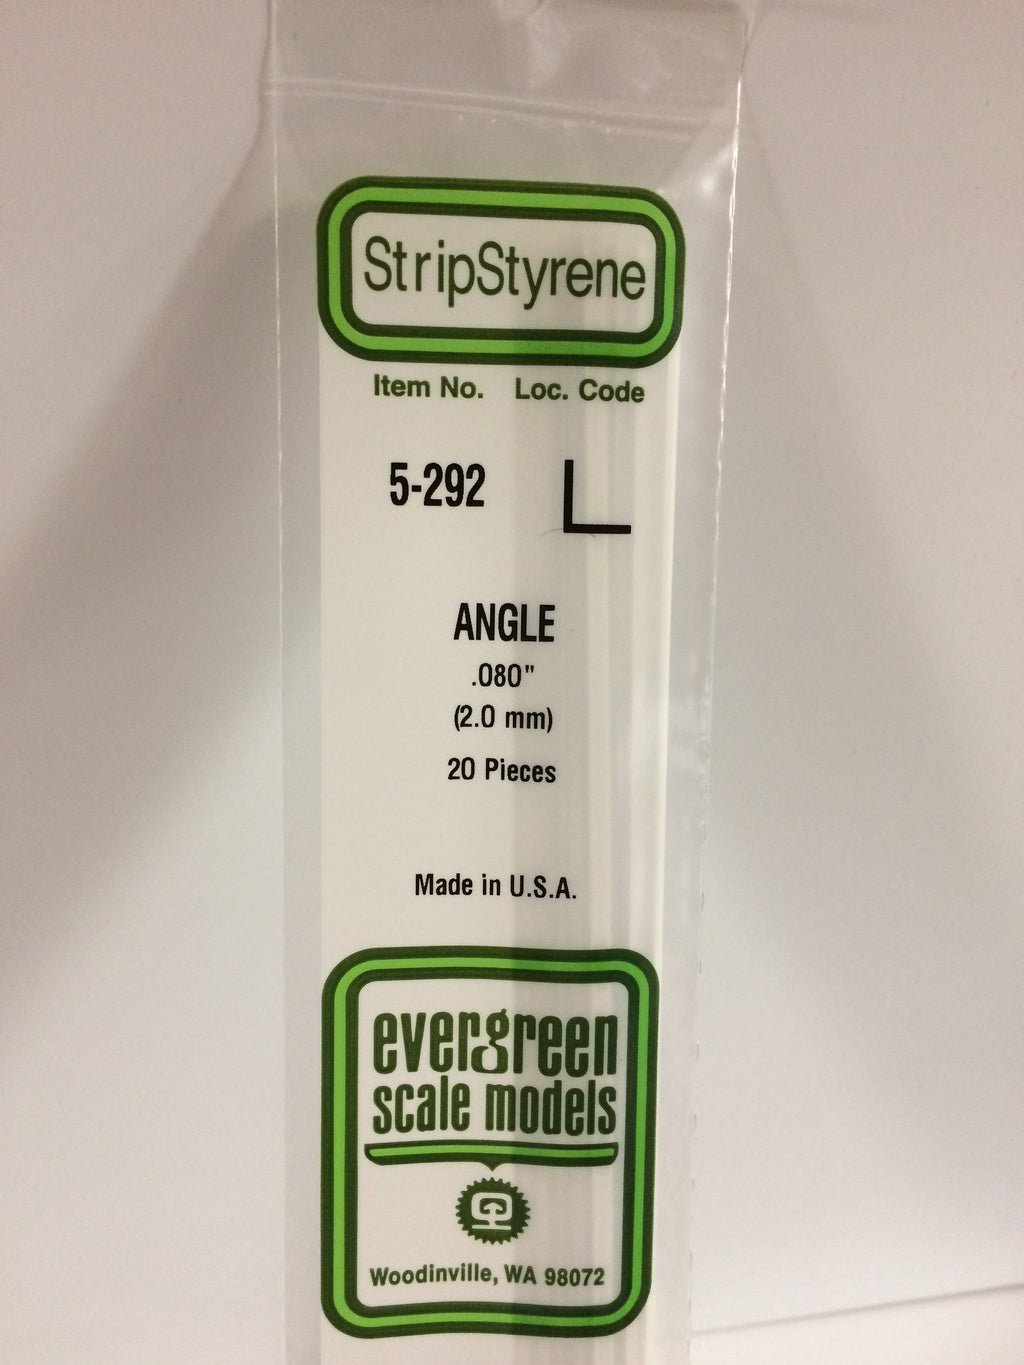 StripStyrene
Item No. Loc. Code
5-292 L
ANGLE
.080"
(2.0 mm)
20 Pieces
Made in U.S.A.
evergreen
scale models
Woodinville, WA 98072